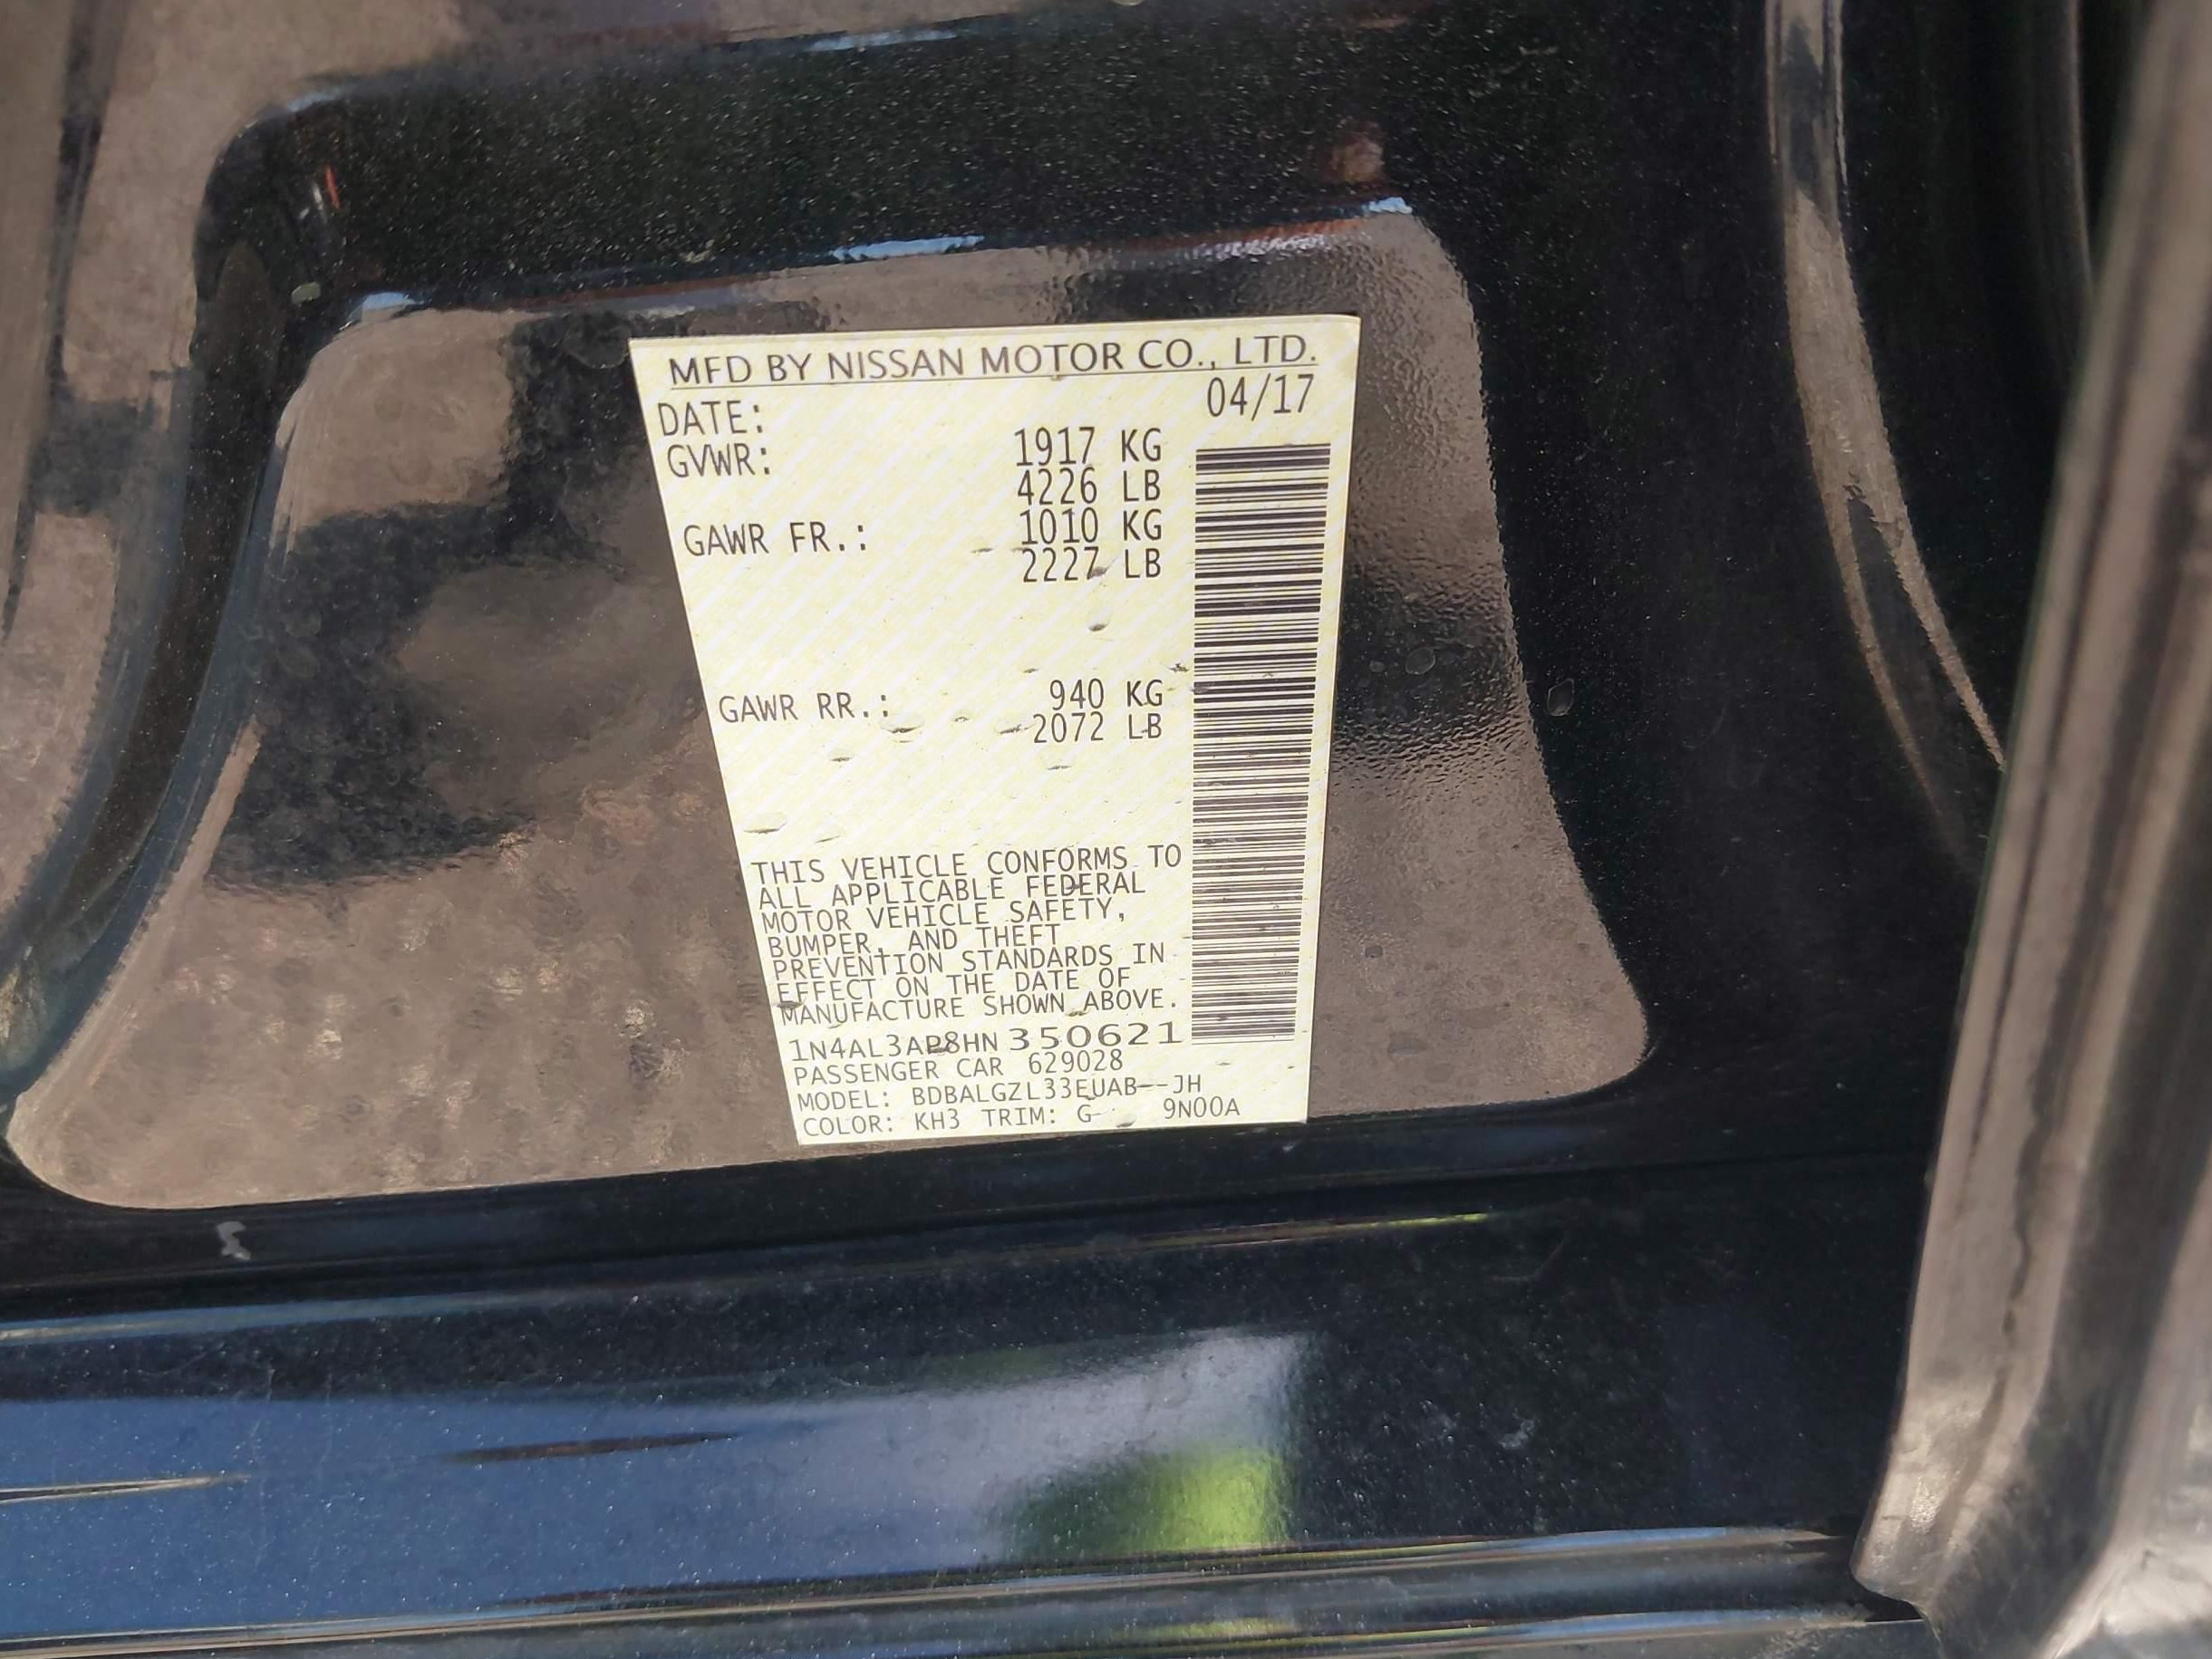 MFD BY NISSAN MOTOR CO., LTD.
DATE: 04/17
GVWR: 1917 KG
4226 LB
GAWR FR.: 1010 KG
2227 LB
GAWR RR.: 940 KG
2072 LB
THIS VEHICLE CONFORMS TO
ALL APPLICABLE FEDERAL
MOTOR VEHICLE SAFETY,
BUMPER, AND THEFT
PREVENTION STANDARDS IN
EFFECT ON THE DATE OF
MANUFACTURE SHOWN ABOVE.
1N4AL3AP8HN 350621
PASSENGER CAR 629028
MODEL: BDBALGZL33EUAB--JH
COLOR: KH3 TRIM: G 9N00A